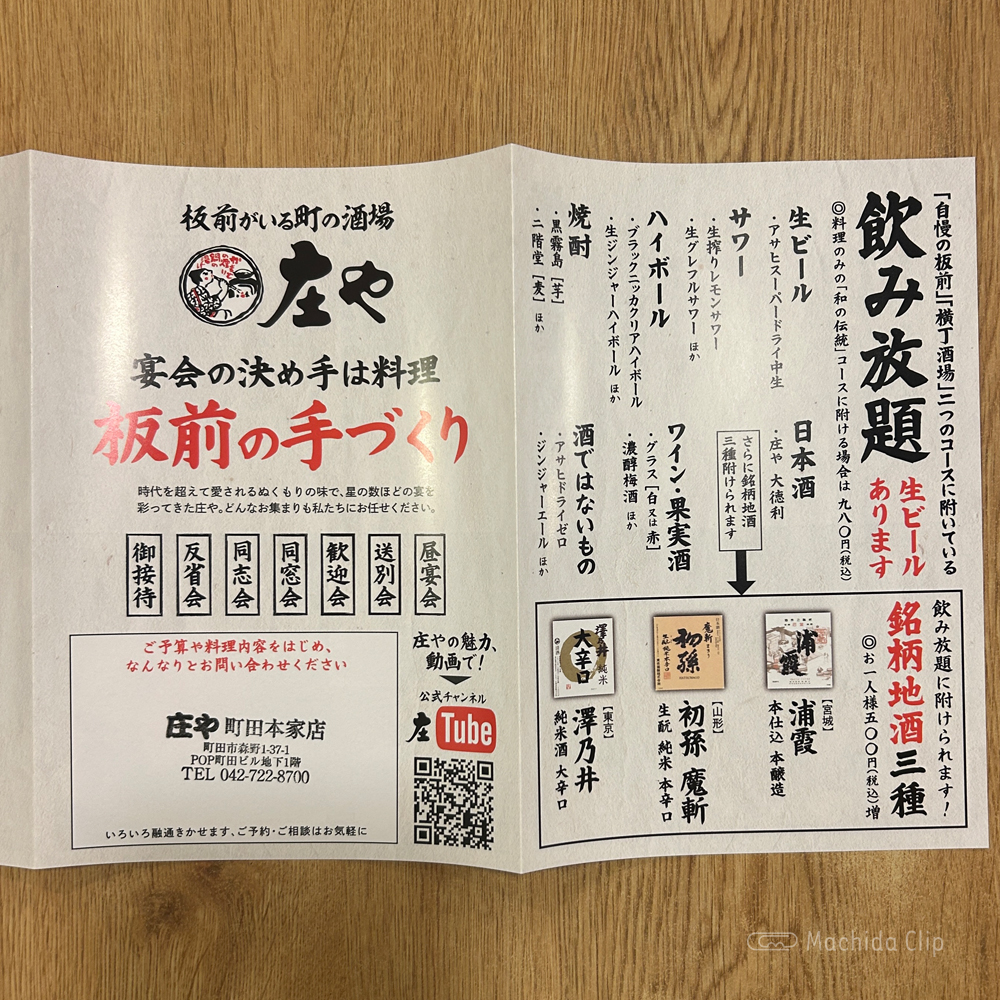 「自慢の板前」「横丁酒場」二つのコースに附いている
飲み放題
生ビール
あります
◎料理のみの「和の伝統」コースに附ける場合は 九八〇円(税込)
生ビール
・アサヒスーパードライ中生
サワー
・生搾りレモンサワー
・生グレフルサワー ほか
ハイボール
・ブラックニッカクリアハイボール
・生ジンジャーハイボール ほか
焼酎
・黒霧島[芋]
・二階堂[麦] ほか
日本酒
・庄や 大徳利
さらに銘柄地酒
三種附けられます
ワイン・果実酒
・グラス[白又は赤]
・濃醇梅酒 ほか
酒ではないもの
・アサヒドライゼロ
・ジンジャーエール ほか
飲み放題に附けられます!
銘柄地酒三種
◎お一人様五〇〇円(税込)増
浦霞
[宮城]
浦霞
本仕込 本醸造
魔斬
初孫
[山形]
初孫 魔斬
生酛 純米 本辛口
澤乃井
純米
大辛口
[東京]
澤乃井
純米酒 大辛口
板前がいる町の酒場
庄や
宴会の決め手は料理
板前の手づくり
時代を超えて愛されるぬくもりの味で、星の数ほどの宴を
彩ってきた庄や。どんなお集まりも私たちにお任せください。
昼宴会
送別会
歓迎会
同窓会
同志会
反省会
御接待
ご予算や料理内容をはじめ、
なんなりとお問い合わせください
庄や 町田本家店
町田市森野1-37-1
POP町田ビル地下1階
TEL 042-722-8700
いろいろ融通きかせます、ご予約・ご相談はお気軽に
庄やの魅力、
動画で!
公式チャンネル
庄Tube
Machida Clip